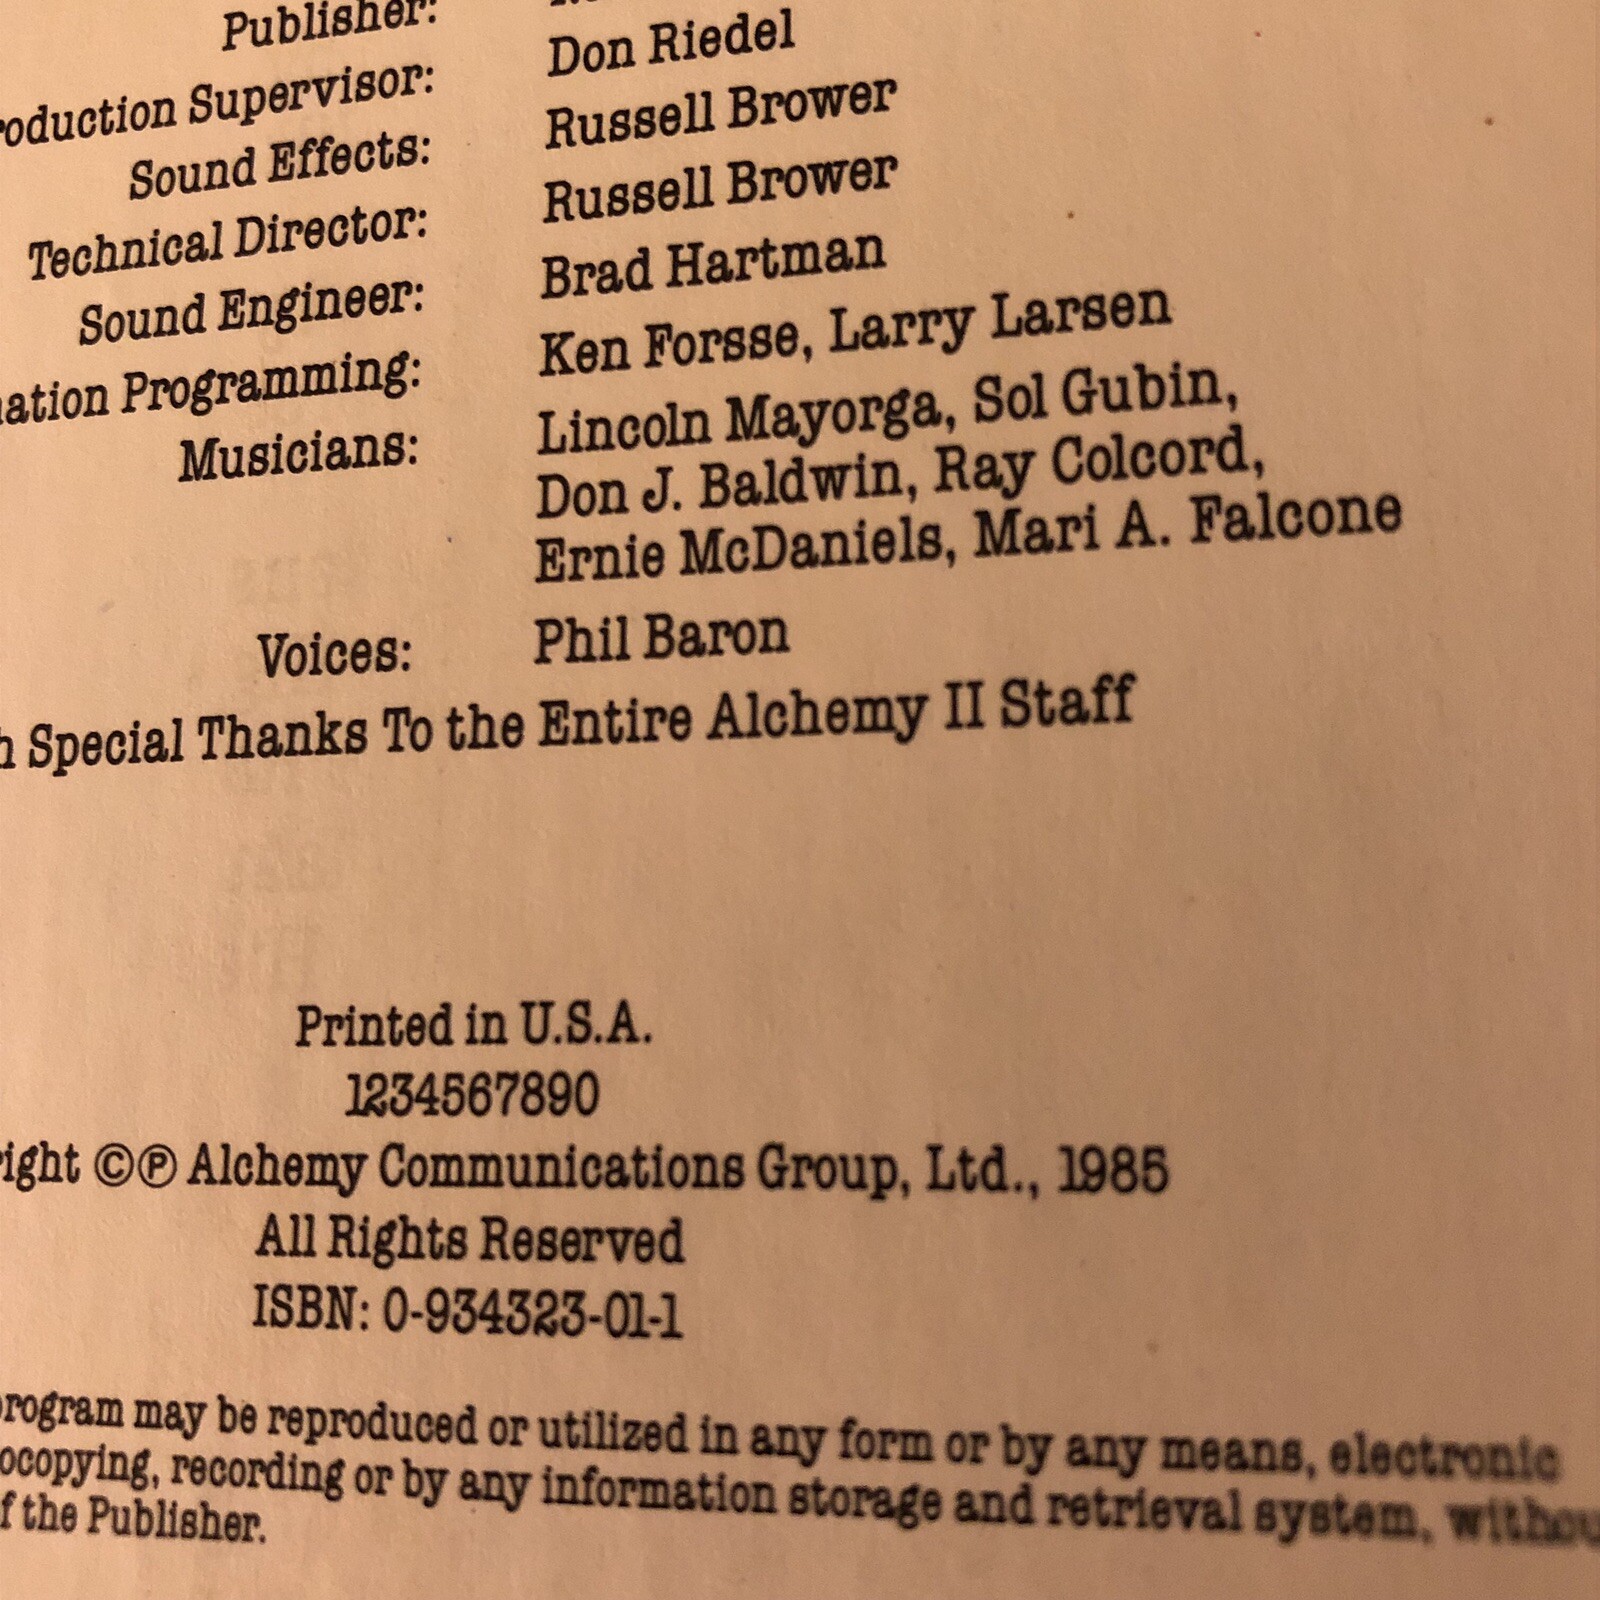 Publisher:
Production Supervisor: Don Riedel
Sound Effects: Russell Brower
Technical Director: Russell Brower
Sound Engineer: Brad Hartman
mation Programming: Ken Forsse, Larry Larsen
Musicians: Lincoln Mayorga, Sol Gubin,
Don J. Baldwin, Ray Colcord,
Ernie McDaniels, Mari A. Falcone
Voices: Phil Baron
h Special Thanks To the Entire Alchemy II Staff
Printed in U.S.A.
1234567890
right ©℗ Alchemy Communications Group, Ltd., 1985
All Rights Reserved
ISBN: 0-934323-01-1
program may be reproduced or utilized in any form or by any means, electronic
ocopying, recording or by any information storage and retrieval system, withou
f the Publisher.